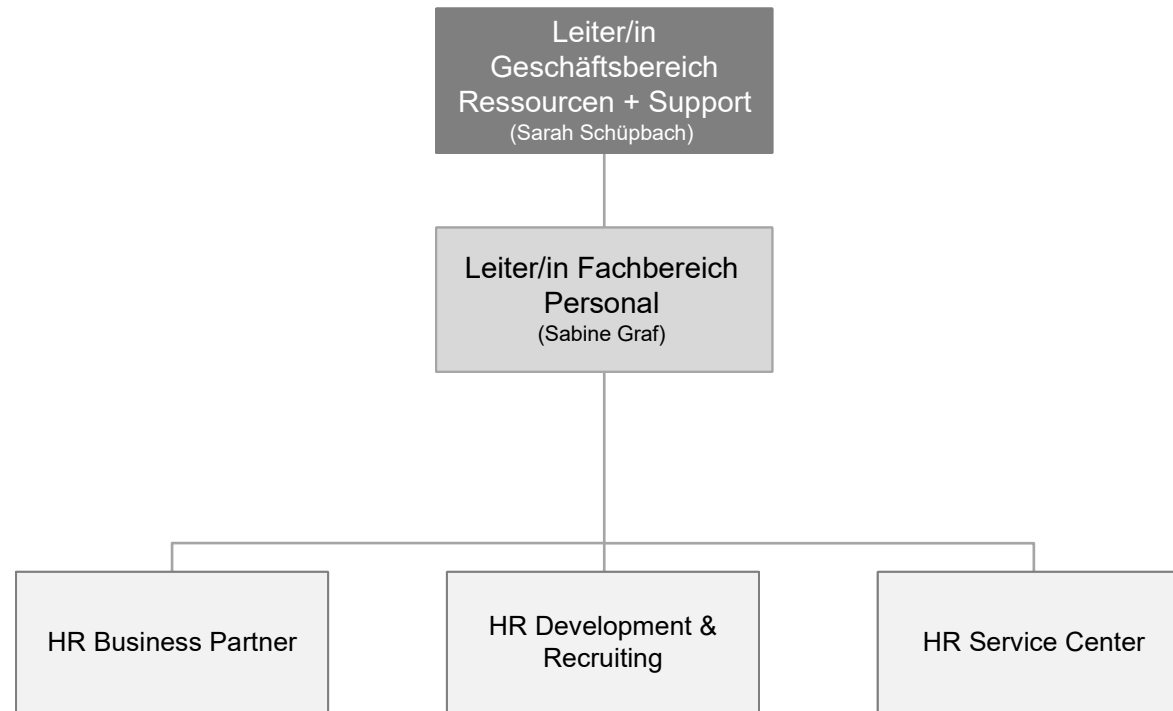 Leiter/in
Geschäftsbereich
Ressourcen + Support
(Sarah Schüpbach)
Leiter/in Fachbereich
Personal
(Sabine Graf)
HR Business Partner
HR Development &
Recruiting
HR Service Center